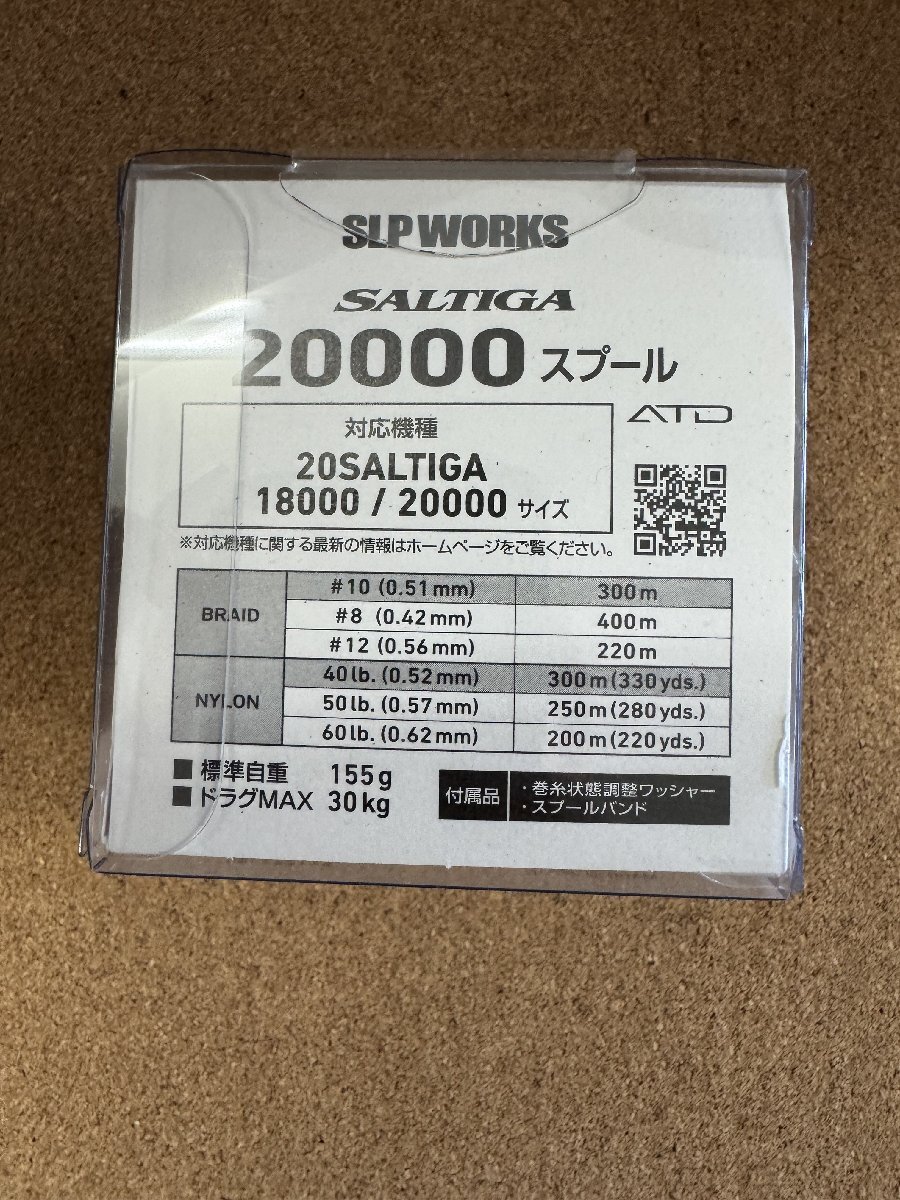 SLP WORKS
SALTIGA
20000 スプール
ATD
対応機種
20SALTIGA
18000 / 20000 サイズ
※対応機種に関する最新の情報はホームページをご覧ください。
BRAID
#10 (0.51mm) 300m
#8 (0.42mm) 400m
#12 (0.56mm) 220m
NYLON
40lb. (0.52mm) 300m(330yds.)
50lb. (0.57mm) 250m(280yds.)
60lb. (0.62mm) 200m(220yds.)
■標準自重 155g
■ドラグMAX 30kg
付属品
・巻糸状態調整ワッシャー
・スプールバンド